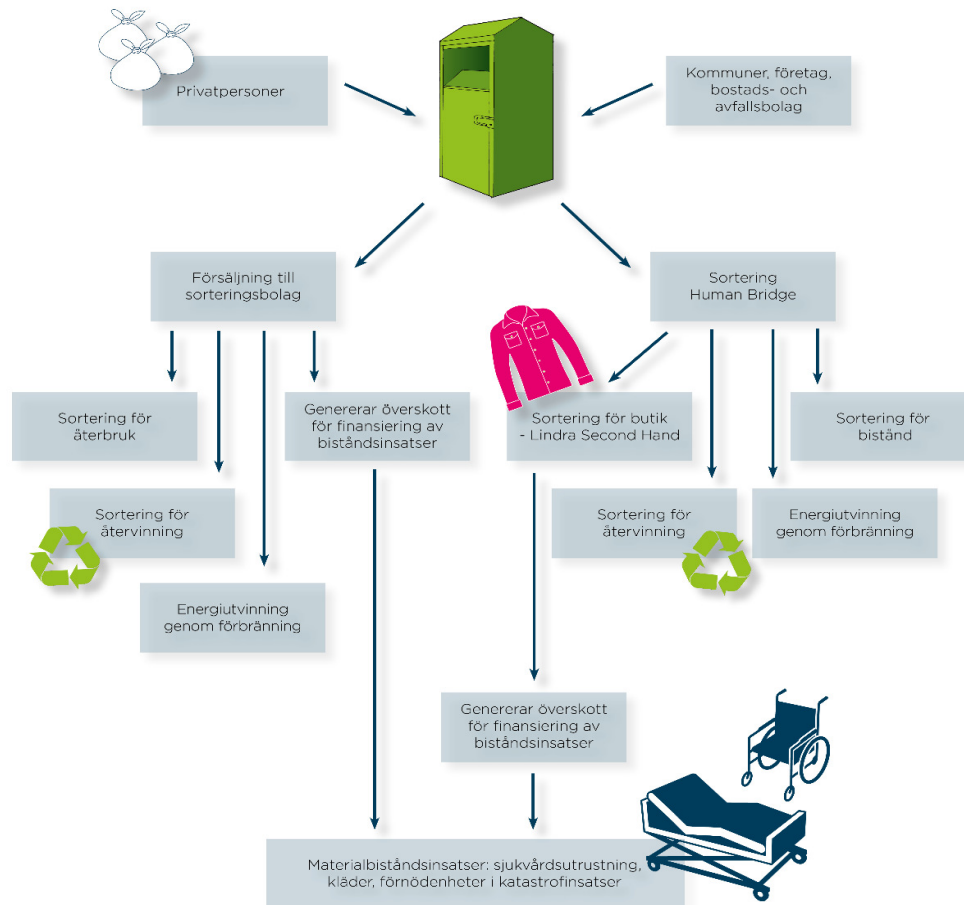 Privatpersoner
Kommuner, företag,
bostads- och
avfallsbolag
Försäljning till
sorteringsbolag
Sortering
Human Bridge
Sortering för
återbruk
Genererar överskott
för finansiering av
biståndsinsatser
Sortering för butik
- Lindra Second Hand
Sortering för
bistånd
Sortering för
återvinning
Sortering för
återvinning
Energiutvinning
genom förbränning
Energiutvinning
genom förbränning
Genererar överskott
för finansiering av
biståndsinsatser
Materialbiståndsinsatser: sjukvårdsutrustning,
kläder, förnödenheter i katastrofinsatser